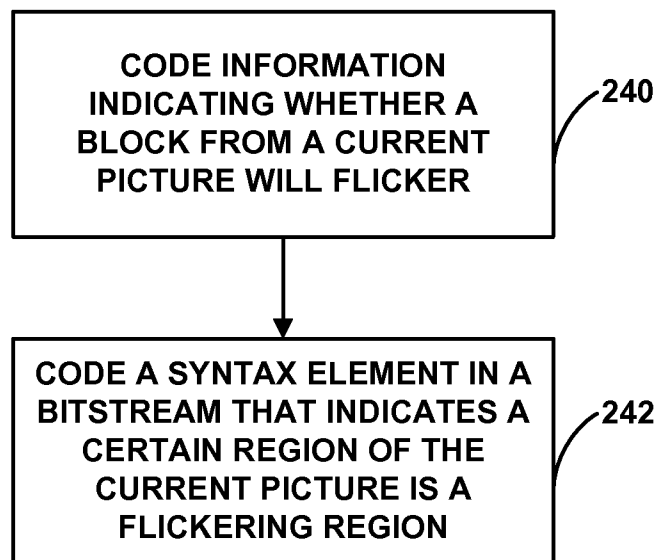 CODE INFORMATION
INDICATING WHETHER A
BLOCK FROM A CURRENT
PICTURE WILL FLICKER
240
CODE A SYNTAX ELEMENT IN A
BITSTREAM THAT INDICATES A
CERTAIN REGION OF THE
CURRENT PICTURE IS A
FLICKERING REGION
242